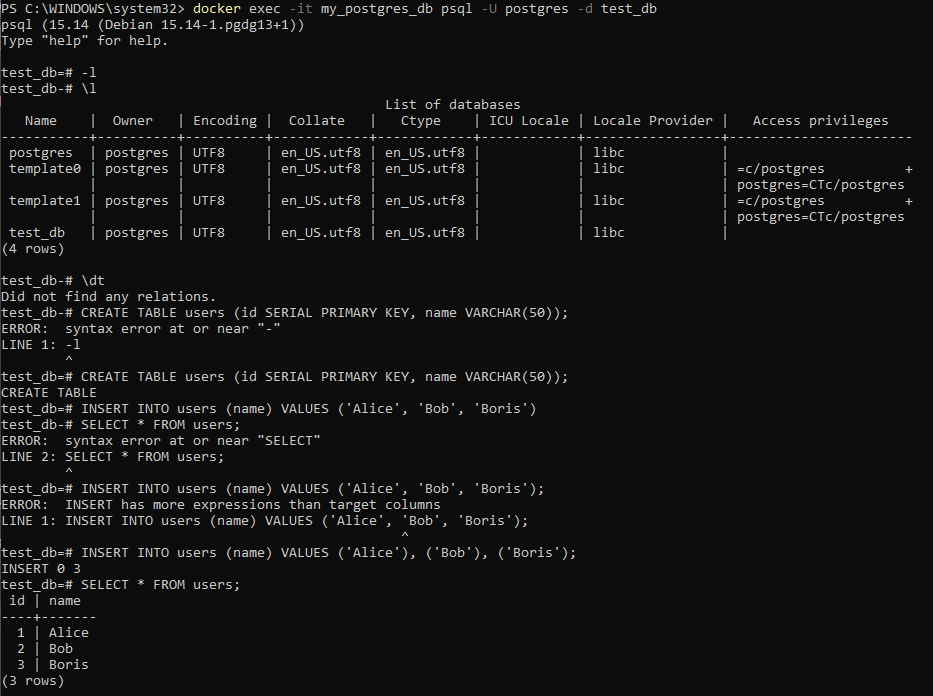 PS C:\WINDOWS\system32> docker exec -it my_postgres_db psql -U postgres -d test_db
psql (15.14 (Debian 15.14-1.pgdg13+1))
Type "help" for help.

test_db=# -l
test_db-# \l
                                                List of databases
   Name    |  Owner   | Encoding |  Collate   |   Ctype    | ICU Locale | Locale Provider |   Access privileges
-----------+----------+----------+------------+------------+------------+-----------------+-----------------------
 postgres  | postgres | UTF8     | en_US.utf8 | en_US.utf8 |            | libc            |
 template0 | postgres | UTF8     | en_US.utf8 | en_US.utf8 |            | libc            | =c/postgres          +
           |          |          |            |            |            |                 | postgres=CTc/postgres
 template1 | postgres | UTF8     | en_US.utf8 | en_US.utf8 |            | libc            | =c/postgres          +
           |          |          |            |            |            |                 | postgres=CTc/postgres
 test_db   | postgres | UTF8     | en_US.utf8 | en_US.utf8 |            | libc            |
(4 rows)

test_db-# \dt
Did not find any relations.
test_db-# CREATE TABLE users (id SERIAL PRIMARY KEY, name VARCHAR(50));
ERROR:  syntax error at or near "-"
LINE 1: -l
        ^
test_db=# CREATE TABLE users (id SERIAL PRIMARY KEY, name VARCHAR(50));
CREATE TABLE
test_db=# INSERT INTO users (name) VALUES ('Alice', 'Bob', 'Boris')
test_db-# SELECT * FROM users;
ERROR:  syntax error at or near "SELECT"
LINE 2: SELECT * FROM users;
        ^
test_db=# INSERT INTO users (name) VALUES ('Alice', 'Bob', 'Boris');
ERROR:  INSERT has more expressions than target columns
LINE 1: INSERT INTO users (name) VALUES ('Alice', 'Bob', 'Boris');
                                                  ^
test_db=# INSERT INTO users (name) VALUES ('Alice'), ('Bob'), ('Boris');
INSERT 0 3
test_db=# SELECT * FROM users;
 id | name
----+-------
  1 | Alice
  2 | Bob
  3 | Boris
(3 rows)